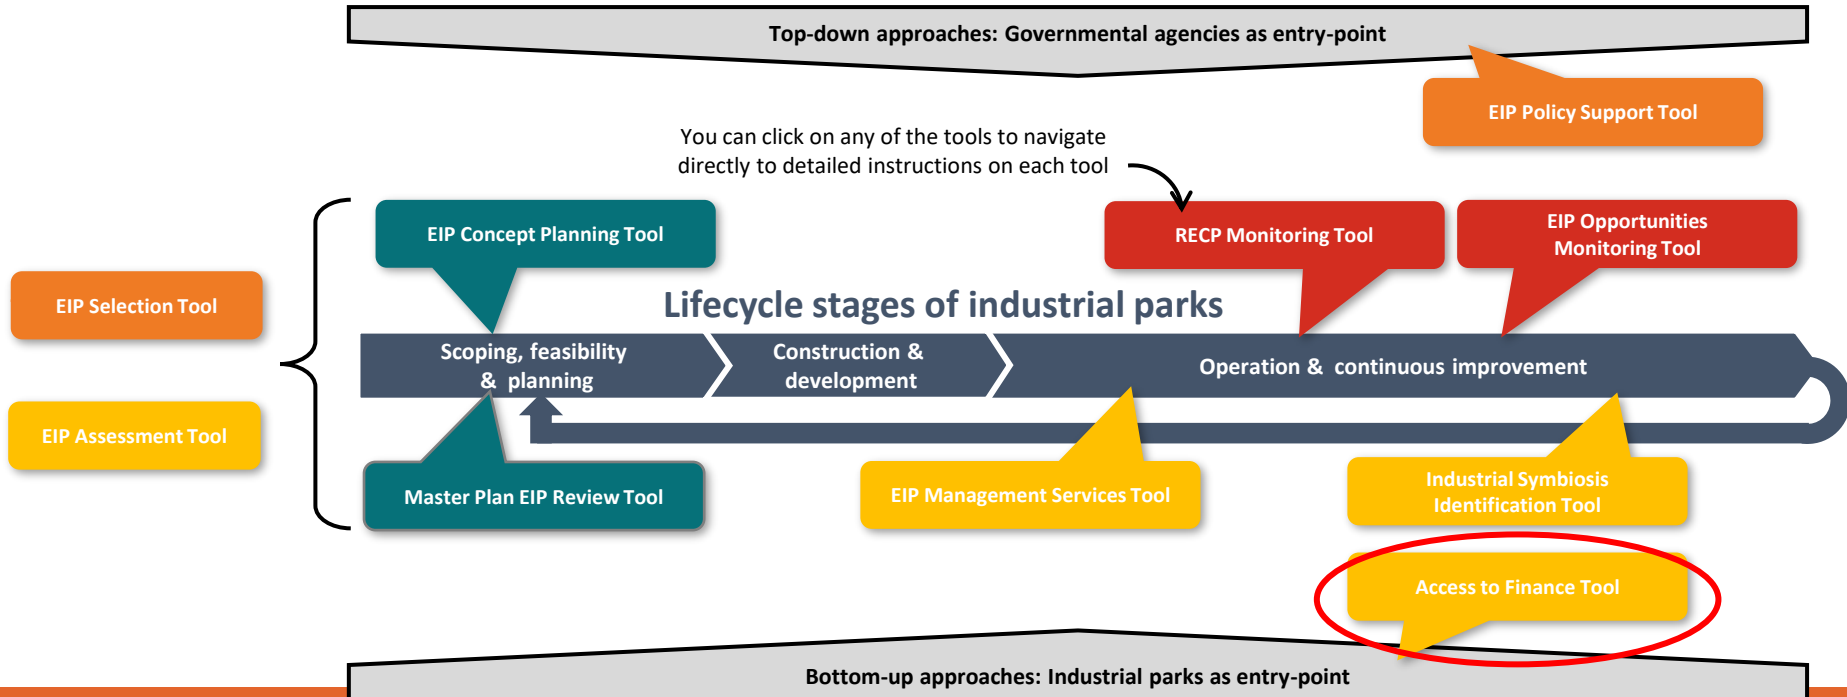 Top-down approaches: Governmental agencies as entry-point
EIP Policy Support Tool
You can click on any of the tools to navigate
directly to detailed instructions on each tool
EIP Concept Planning Tool
RECP Monitoring Tool
EIP Opportunities
Monitoring Tool
EIP Selection Tool
Lifecycle stages of industrial parks
Scoping, feasibility
& planning
Construction &
development
Operation & continuous improvement
EIP Assessment Tool
Master Plan EIP Review Tool
EIP Management Services Tool
Industrial Symbiosis
Identification Tool
Access to Finance Tool
Bottom-up approaches: Industrial parks as entry-point